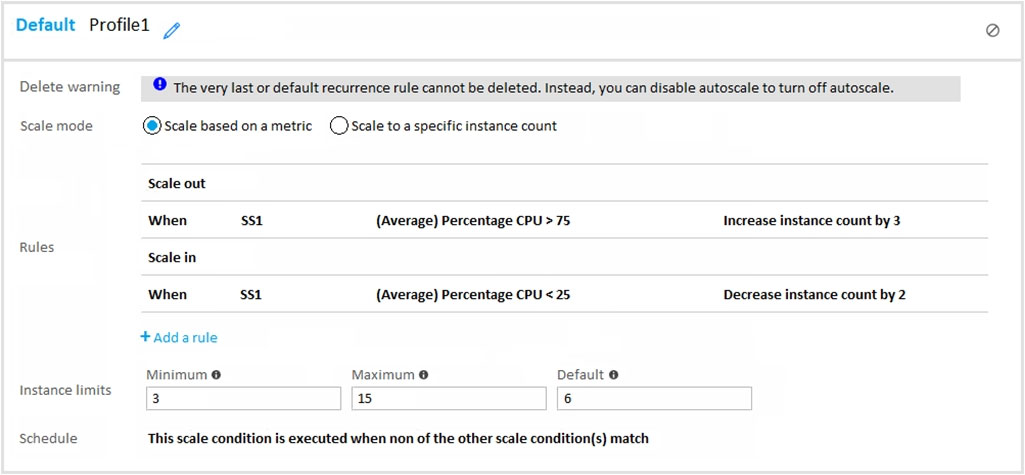 Default Profile1
Delete warning The very last or default recurrence rule cannot be deleted. Instead, you can disable autoscale to turn off autoscale.
Scale mode Scale based on a metric Scale to a specific instance count
Scale out
When SS1 (Average) Percentage CPU > 75 Increase instance count by 3
Rules
Scale in
When SS1 (Average) Percentage CPU < 25 Decrease instance count by 2
+ Add a rule
Minimum Maximum Default
Instance limits
3 15 6
Schedule This scale condition is executed when non of the other scale condition(s) match